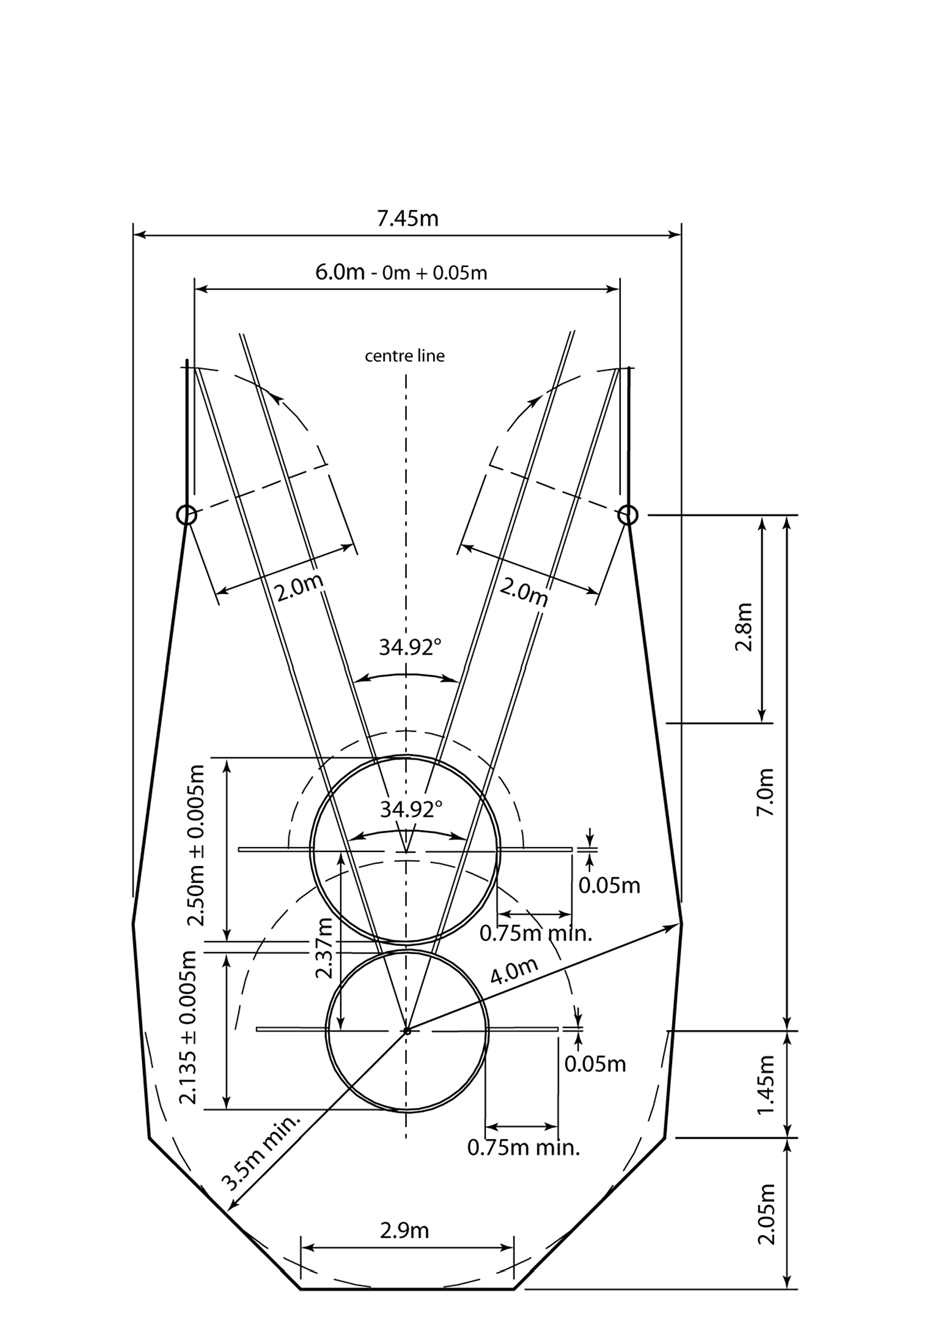 7.45m
6.0m - 0m + 0.05m
centre line
2.0m
2.0m
2.8m
34.92°
7.0m
2.50m ± 0.005m
34.92°
0.05m
0.75m min.
2.37m
4.0m
2.135 ± 0.005m
0.05m
1.45m
0.75m min.
3.5m min.
2.05m
2.9m